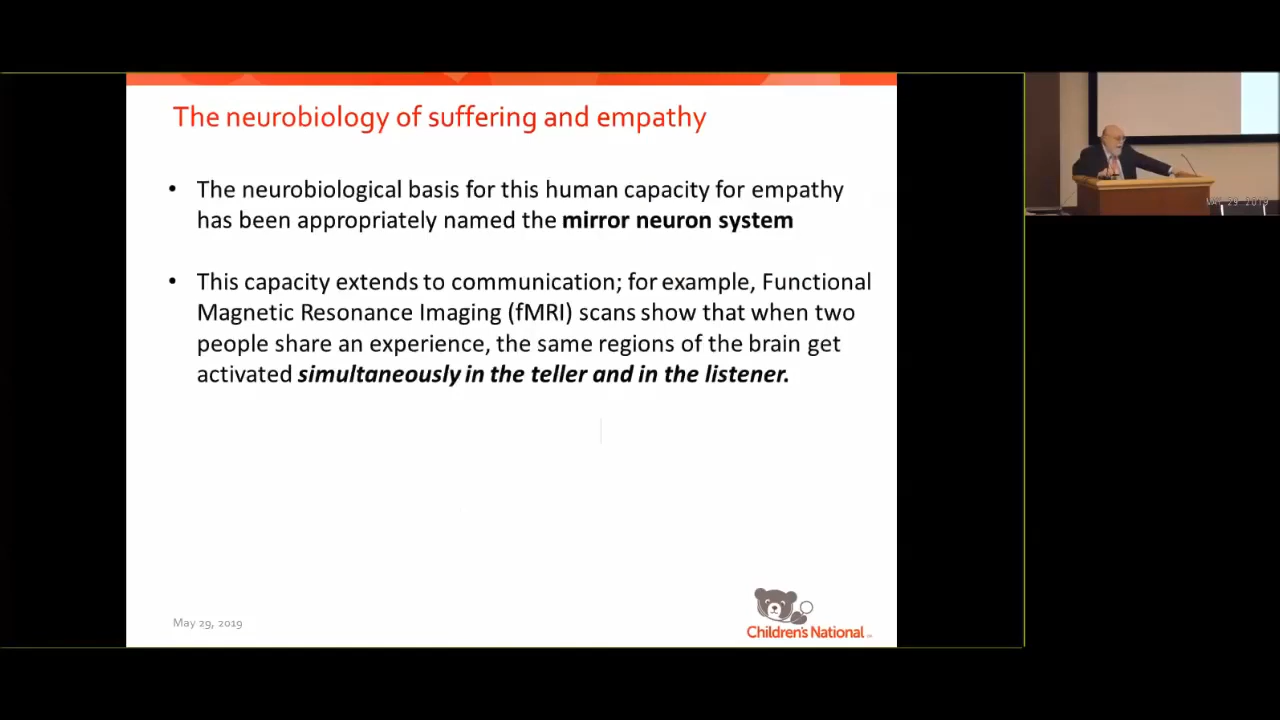 The neurobiology of suffering and empathy
• The neurobiological basis for this human capacity for empathy
has been appropriately named the mirror neuron system
• This capacity extends to communication; for example, Functional
Magnetic Resonance Imaging (fMRI) scans show that when two
people share an experience, the same regions of the brain get
activated simultaneously in the teller and in the listener.
May 29, 2019
Children's National
MAY 29 2019